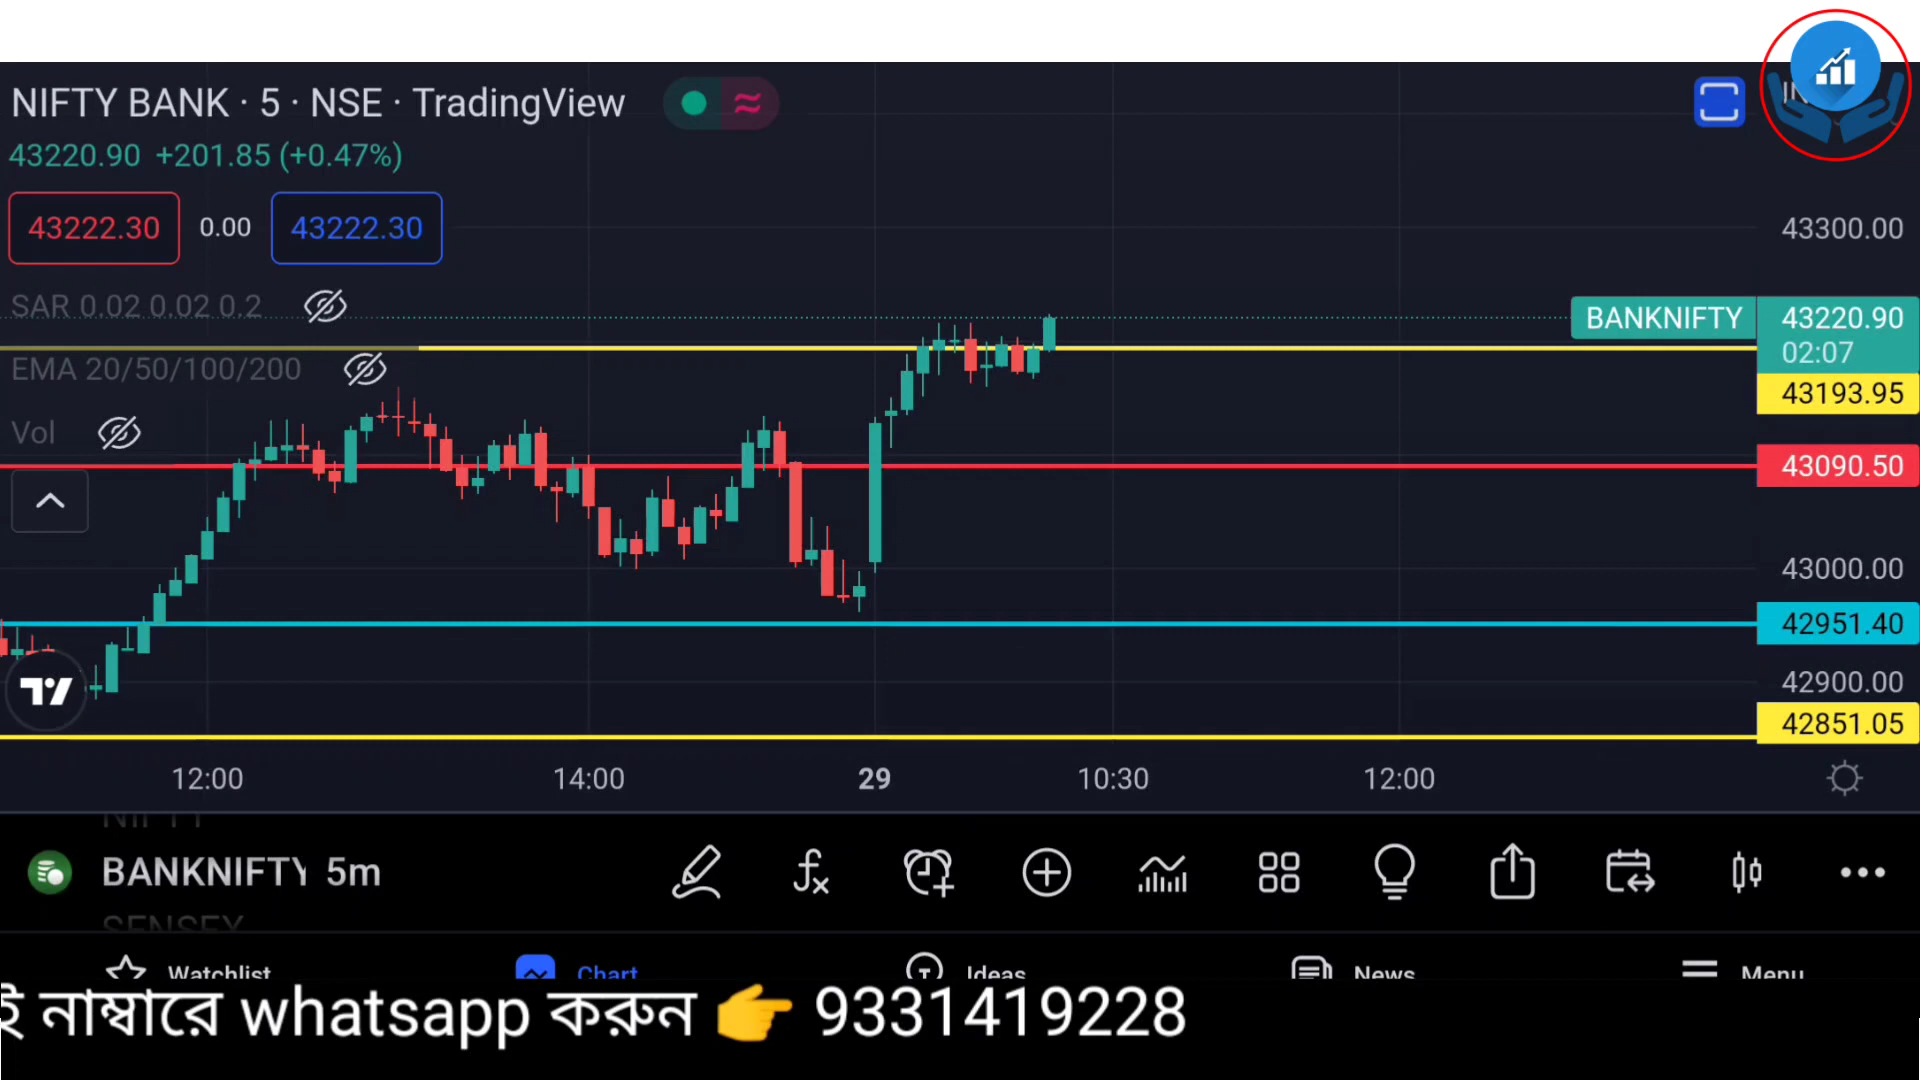 NIFTY BANK · 5 · NSE · TradingView
43220.90 +201.85 (+0.47%)
43222.30 0.00 43222.30
43300.00
SAR 0.02 0.02 0.2
BANKNIFTY 43220.90
02:07
EMA 20/50/100/200
43193.95
Vol
43090.50
43000.00
42951.40
42900.00
42851.05
12:00 14:00 29 10:30 12:00
NIFTY
BANKNIFTY 5m
SENSEX
Watchlist Chart Ideas News Menu
ই নাম্বারে whatsapp করুন 👉 9331419228